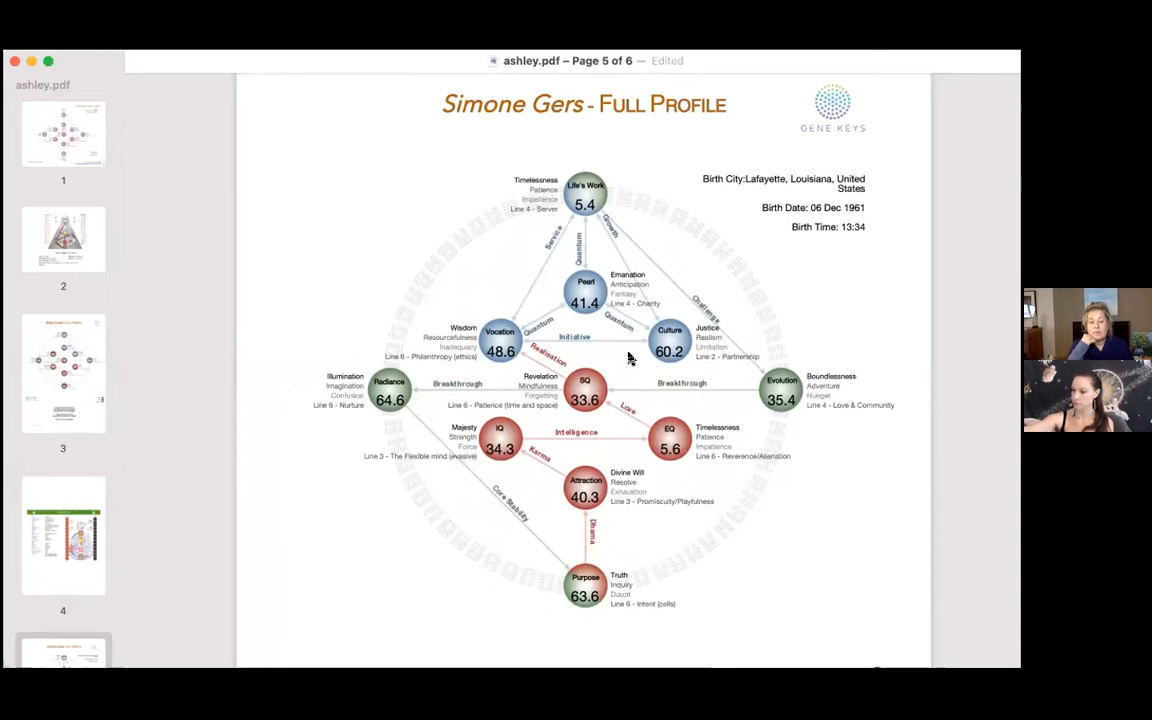 ashley.pdf – Page 5 of 6 — Edited
ashley.pdf
1
2
3
4
Simone Gers - FULL PROFILE
GENE KEYS
Birth City:Lafayette, Louisiana, United
States
Birth Date: 06 Dec 1961
Birth Time: 13:34
Timelessness
Patience
Impatience
Line 4 - Server
Life's Work
5.4
Service
Quantum
Growth
Challenge
Pearl
41.4
Emanation
Anticipation
Fantasy
Line 4 - Charity
Quantum
Quantum
Wisdom
Resourcefulness
Inadequacy
Line 6 - Philanthropy (ethics)
Vocation
48.6
Initiative
Culture
60.2
Justice
Realism
Limitation
Line 2 - Partnership
Realisation
Illumination
Imagination
Confusion
Line 6 - Nurture
Radiance
64.6
Breakthrough
Revelation
Mindfulness
Forgetting
Line 6 - Patience (time and space)
SQ
33.6
Breakthrough
Evolution
35.4
Boundlessness
Adventure
Hunger
Line 4 - Love & Community
Love
Majesty
Strength
Force
Line 3 - The Flexible mind (evasive)
IQ
34.3
Intelligence
EQ
5.6
Timelessness
Patience
Impatience
Line 6 - Reverence/Alienation
Karma
Core Stability
Attraction
40.3
Divine Will
Resolve
Exhaustion
Line 3 - Promiscuity/Playfulness
Dharma
Purpose
63.6
Truth
Inquiry
Doubt
Line 6 - Intent (cells)